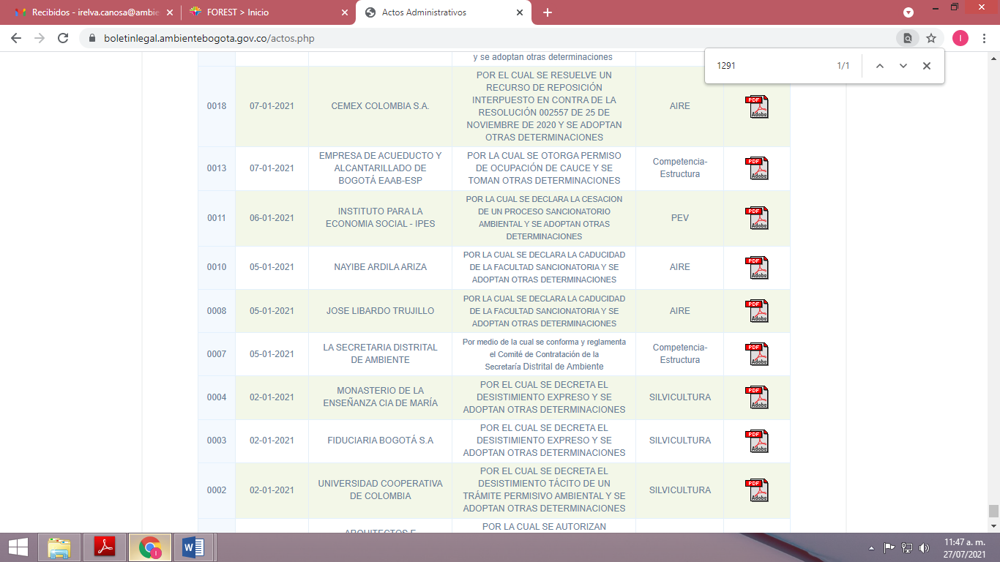 Recibidos - irelva.canosa@ambie
FOREST > Inicio
Actos Administrativos
boletinlegal.ambientebogota.gov.co/actos.php
I
1291
1/1
y se adoptan otras determinaciones
0018
07-01-2021
CEMEX COLOMBIA S.A.
POR EL CUAL SE RESUELVE UN
RECURSO DE REPOSICIÓN
INTERPUESTO EN CONTRA DE LA
RESOLUCIÓN 002557 DE 25 DE
NOVIEMBRE DE 2020 Y SE ADOPTAN
OTRAS DETERMINACIONES
AIRE
PDF
Adobe
0013
07-01-2021
EMPRESA DE ACUEDUCTO Y
ALCANTARILLADO DE
BOGOTÁ EAAB-ESP
POR LA CUAL SE OTORGA PERMISO
DE OCUPACIÓN DE CAUCE Y SE
TOMAN OTRAS DETERMINACIONES
Competencia-
Estructura
PDF
Adobe
0011
06-01-2021
INSTITUTO PARA LA
ECONOMIA SOCIAL - IPES
POR LA CUAL SE DECLARA LA CESACION
DE UN PROCESO SANCIONATORIO
AMBIENTAL Y SE ADOPTAN OTRAS
DETERMINACIONES
PEV
PDF
Adobe
0010
05-01-2021
NAYIBE ARDILA ARIZA
POR LA CUAL SE DECLARA LA CADUCIDAD
DE LA FACULTAD SANCIONATORIA Y SE
ADOPTAN OTRAS DETERMINACIONES
AIRE
PDF
Adobe
0008
05-01-2021
JOSE LIBARDO TRUJILLO
POR LA CUAL SE DECLARA LA CADUCIDAD
DE LA FACULTAD SANCIONATORIA Y SE
ADOPTAN OTRAS DETERMINACIONES
AIRE
PDF
Adobe
0007
05-01-2021
LA SECRETARIA DISTRITAL
DE AMBIENTE
Por medio de la cual se conforma y reglamenta
el Comité de Contratación de la
Secretaría Distrital de Ambiente
Competencia-
Estructura
PDF
Adobe
0004
02-01-2021
MONASTERIO DE LA
ENSEÑANZA CIA DE MARÍA
POR EL CUAL SE DECRETA EL
DESISTIMIENTO EXPRESO Y SE
ADOPTAN OTRAS DETERMINACIONES
SILVICULTURA
PDF
Adobe
0003
02-01-2021
FIDUCIARIA BOGOTÁ S.A
POR EL CUAL SE DECRETA EL
DESISTIMIENTO EXPRESO Y SE
ADOPTAN OTRAS DETERMINACIONES
SILVICULTURA
PDF
Adobe
0002
02-01-2021
UNIVERSIDAD COOPERATIVA
DE COLOMBIA
POR EL CUAL SE DECRETA EL
DESISTIMIENTO TÁCITO DE UN
TRÁMITE PERMISIVO AMBIENTAL Y SE
ADOPTAN OTRAS DETERMINACIONES
SILVICULTURA
PDF
Adobe
ARQUITECTOS E
POR LA CUAL SE AUTORIZAN
11:47 a. m.
27/07/2021